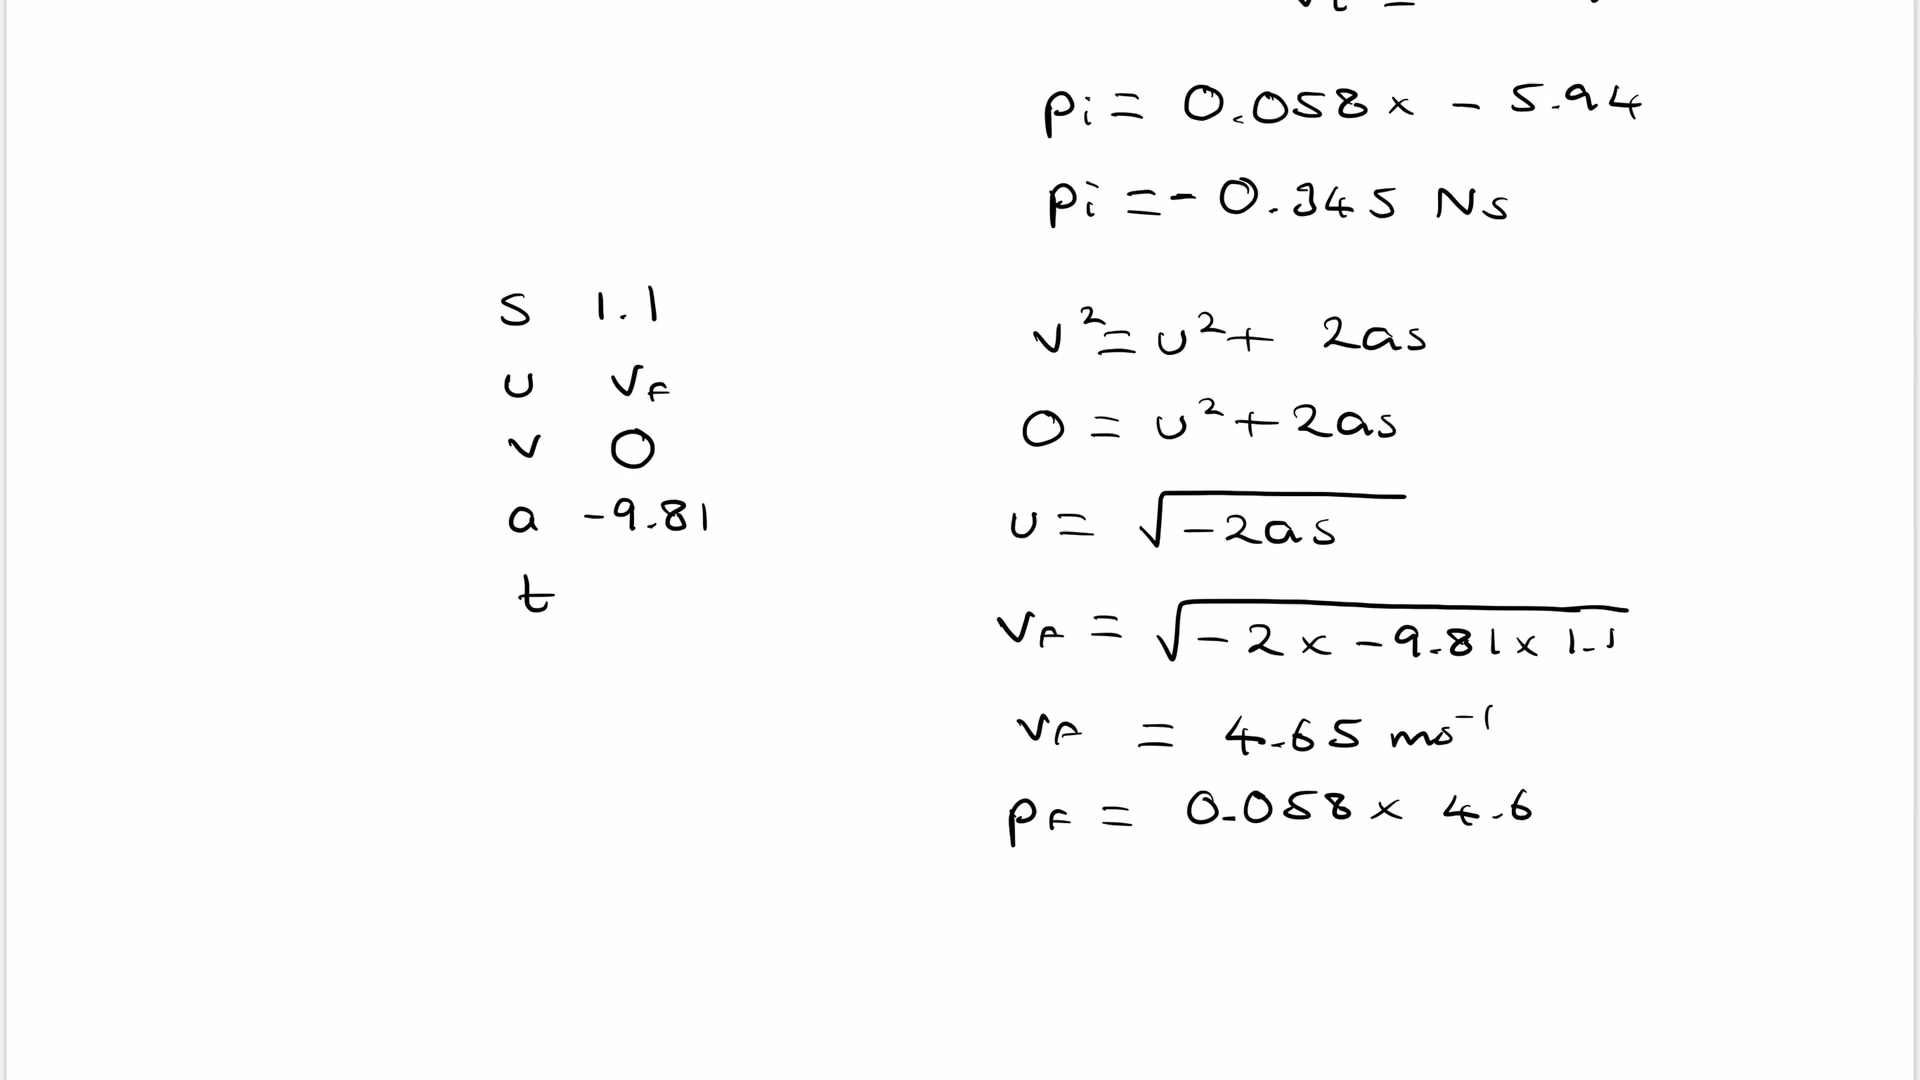 pi = 0.058 x - 5.94
pi = - 0.345 Ns
s 1.1
u vF
v 0
a -9.81
t
v² = u² + 2as
0 = u² + 2as
u = √-2as
vF = √-2 x -9.81 x 1.1
vF = 4.65 ms⁻¹
pF = 0.058 x 4.6